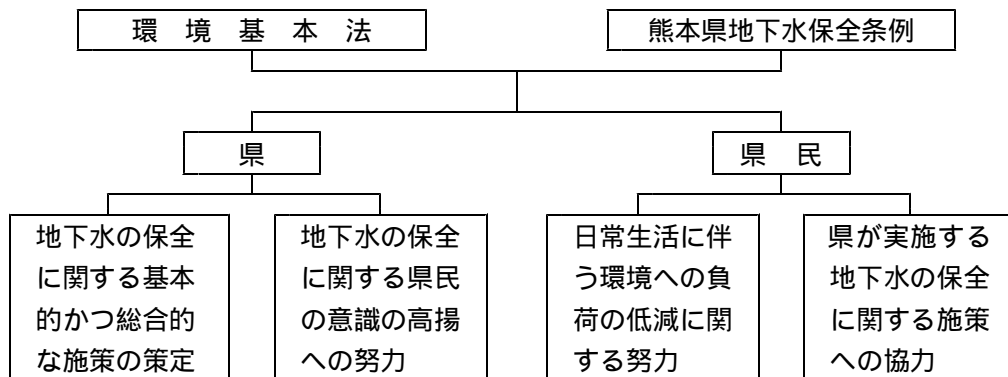 環境基本法
熊本県地下水保全条例
県
県民
地下水の保全
に関する基本
的かつ総合的
な施策の策定
地下水の保全
に関する県民
の意識の高揚
への努力
日常生活に伴
う環境への負
荷の低減に関
する努力
県が実施する
地下水の保全
に関する施策
への協力